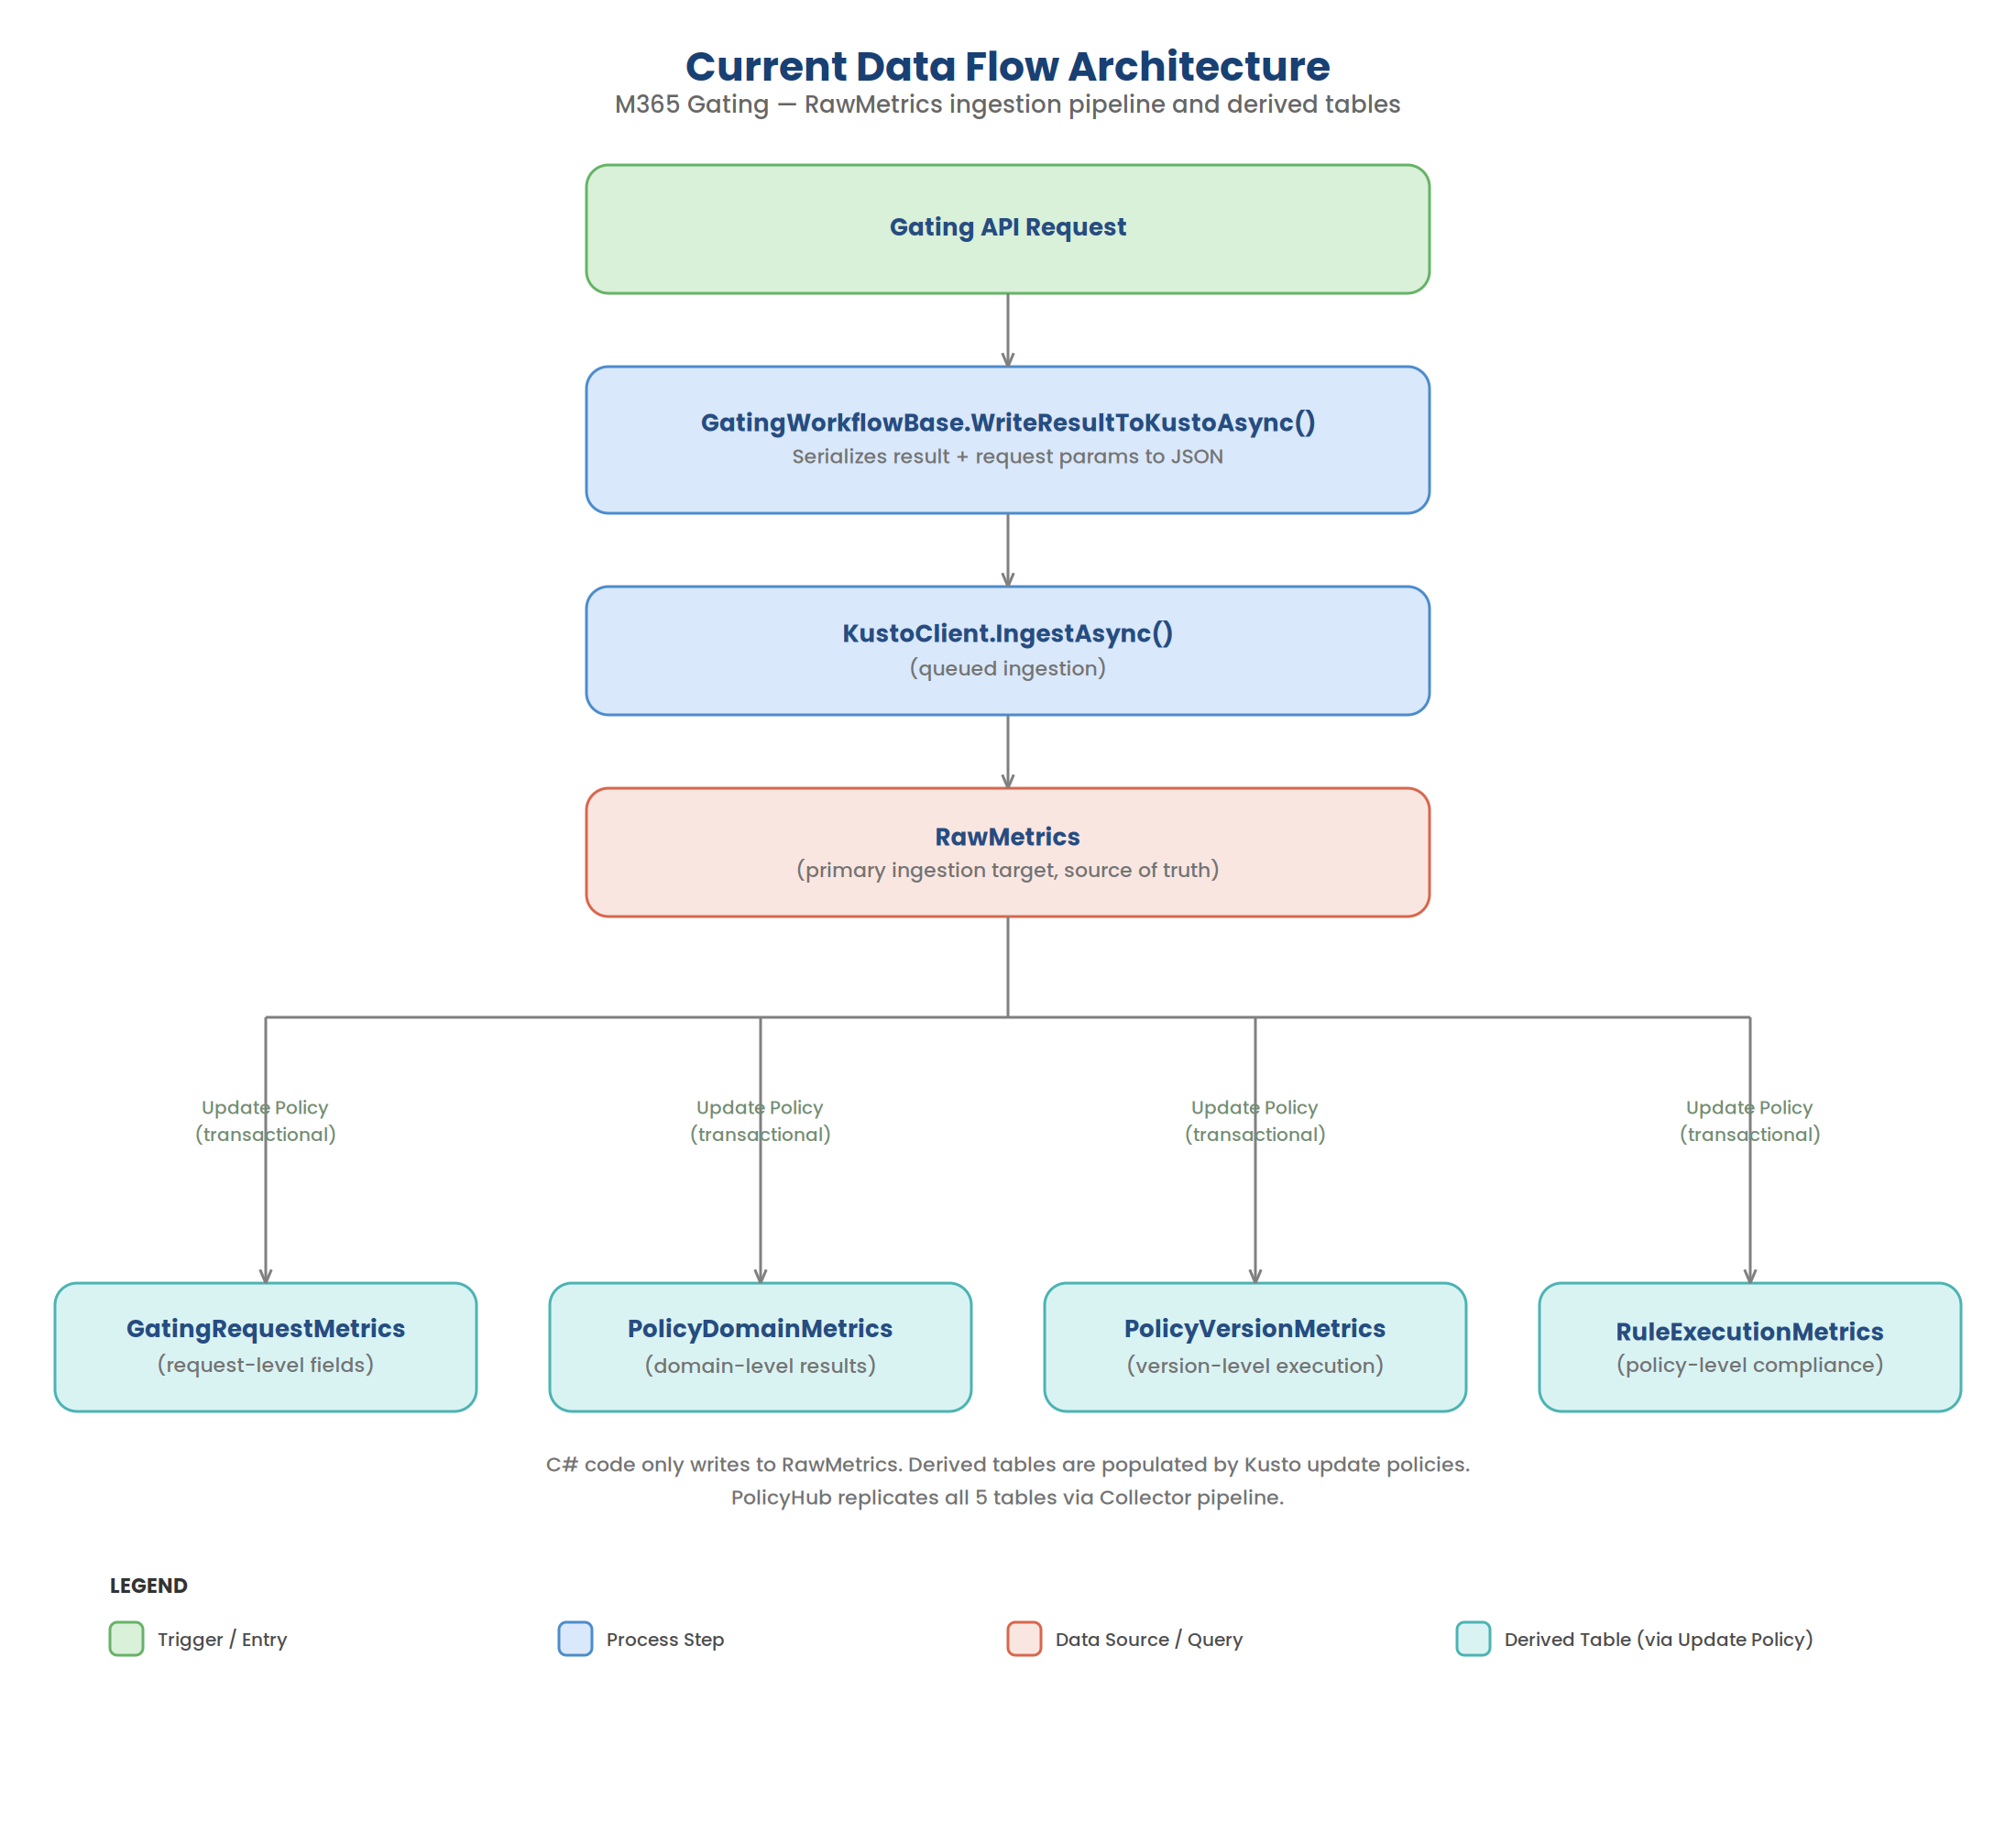 Current Data Flow Architecture
M365 Gating — RawMetrics ingestion pipeline and derived tables
Gating API Request
GatingWorkflowBase.WriteResultToKustoAsync()
Serializes result + request params to JSON
KustoClient.IngestAsync()
(queued ingestion)
RawMetrics
(primary ingestion target, source of truth)
Update Policy
(transactional)
Update Policy
(transactional)
Update Policy
(transactional)
Update Policy
(transactional)
GatingRequestMetrics
(request-level fields)
PolicyDomainMetrics
(domain-level results)
PolicyVersionMetrics
(version-level execution)
RuleExecutionMetrics
(policy-level compliance)
C# code only writes to RawMetrics. Derived tables are populated by Kusto update policies.
PolicyHub replicates all 5 tables via Collector pipeline.
LEGEND
Trigger / Entry
Process Step
Data Source / Query
Derived Table (via Update Policy)